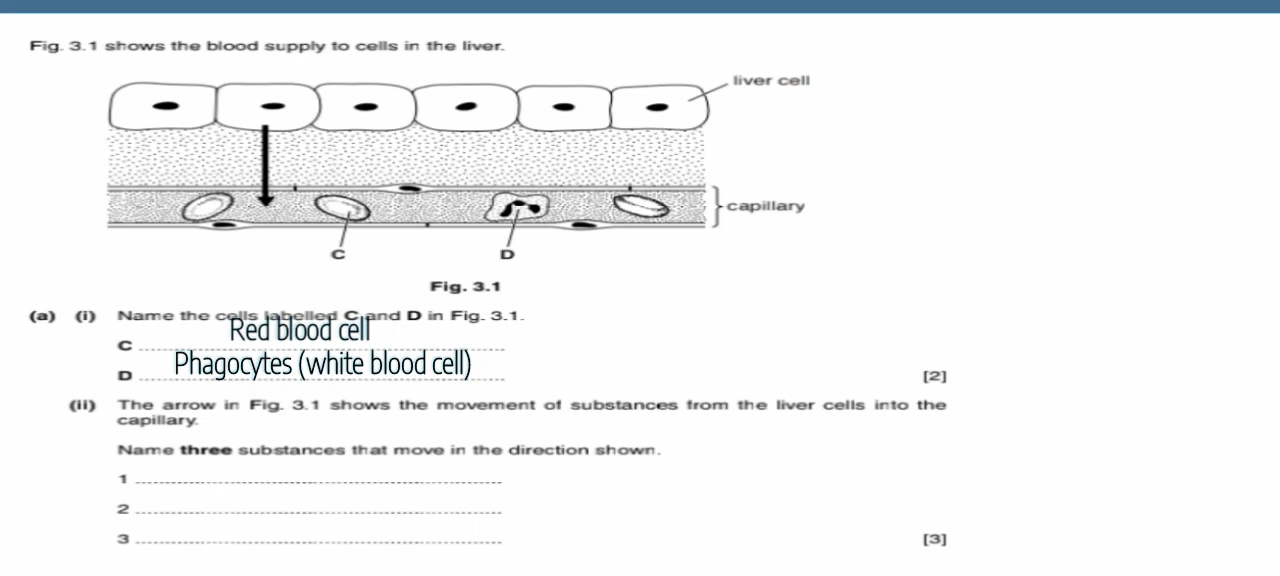 Fig. 3.1 shows the blood supply to cells in the liver.
liver cell
capillary
C
D
Fig. 3.1
(a) (i) Name the cells labelled C and D in Fig. 3.1.
C Red blood cell
D Phagocytes (white blood cell) [2]
(ii) The arrow in Fig. 3.1 shows the movement of substances from the liver cells into the
capillary.
Name three substances that move in the direction shown.
1
2
3 [3]